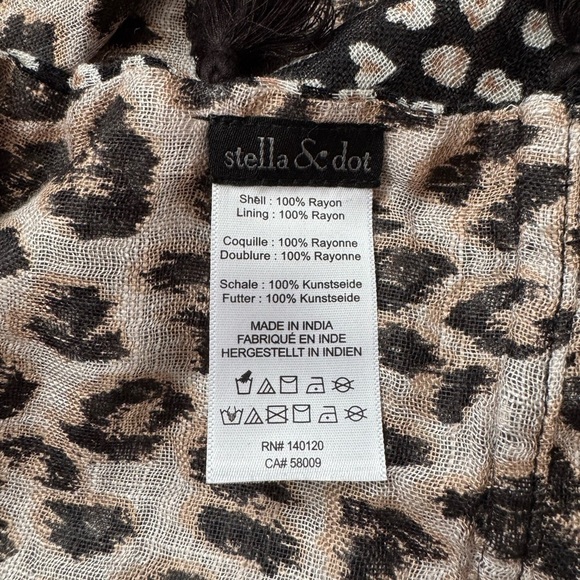 stella & dot
Shell : 100% Rayon
Lining : 100% Rayon
Coquille : 100% Rayonne
Doublure : 100% Rayonne
Schale : 100% Kunstseide
Futter : 100% Kunstseide
MADE IN INDIA
FABRIQUÉ EN INDE
HERGESTELLT IN INDIEN
RN# 140120
CA# 58009